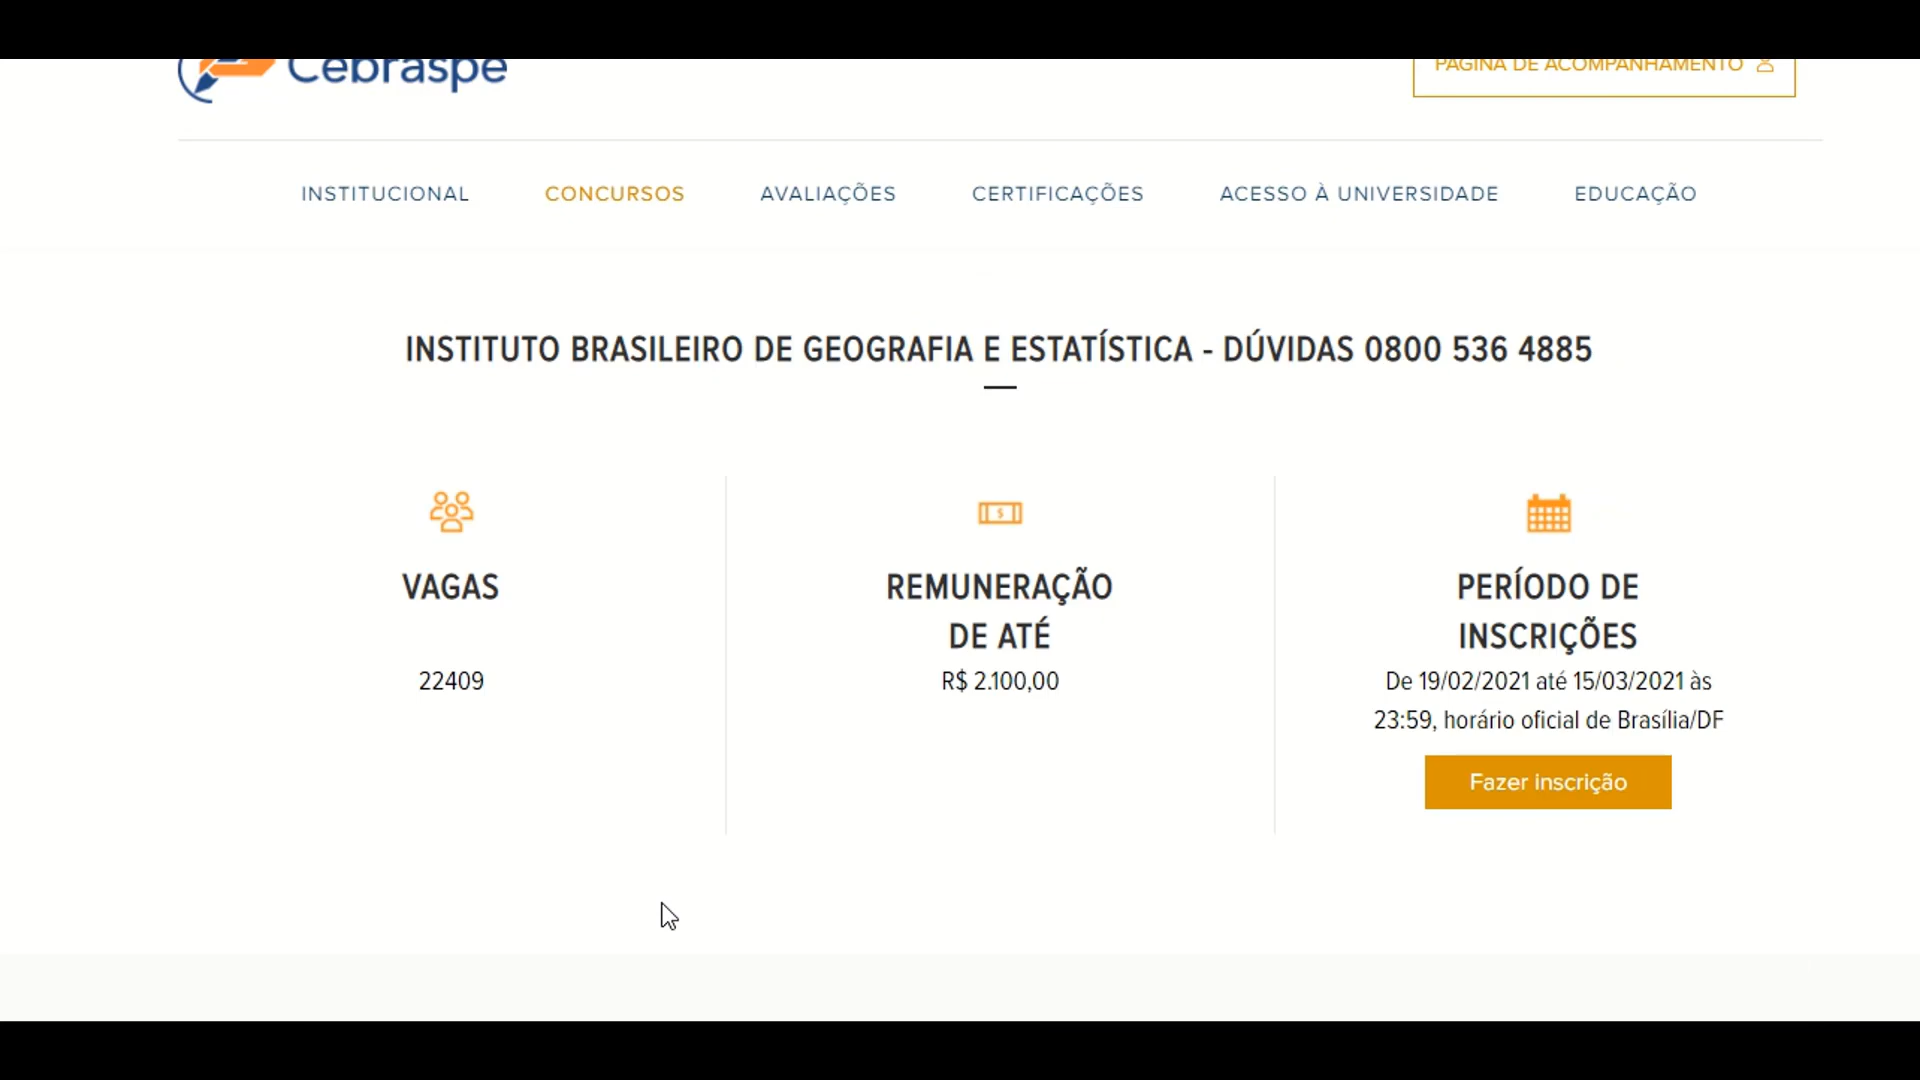 Cebraspe
PÁGINA DE ACOMPANHAMENTO
INSTITUCIONAL
CONCURSOS
AVALIAÇÕES
CERTIFICAÇÕES
ACESSO À UNIVERSIDADE
EDUCAÇÃO
INSTITUTO BRASILEIRO DE GEOGRAFIA E ESTATÍSTICA - DÚVIDAS 0800 536 4885
VAGAS
22409
$
REMUNERAÇÃO
DE ATÉ
R$ 2.100,00
PERÍODO DE
INSCRIÇÕES
De 19/02/2021 até 15/03/2021 às
23:59, horário oficial de Brasília/DF
Fazer inscrição